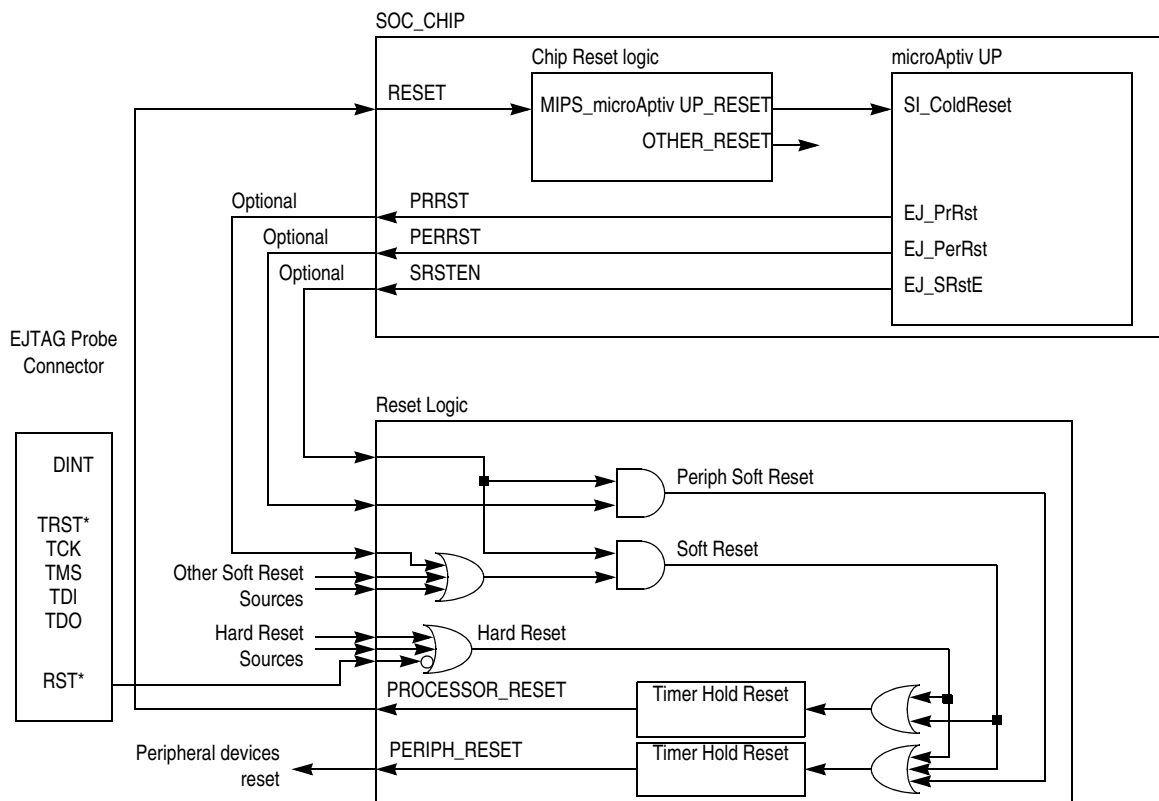 SOC_CHIP
Chip Reset logic
microAptiv UP
RESET
MIPS_microAptiv UP_RESET
SI_ColdReset
OTHER_RESET
Optional
PRRST
EJ_PrRst
Optional
PERRST
EJ_PerRst
Optional
SRSTEN
EJ_SRstE
EJTAG Probe
Connector
Reset Logic
DINT
TRST*
TCK
TMS
TDI
TDO
RST*
Periph Soft Reset
Soft Reset
Other Soft Reset
Sources
Hard Reset
Sources
Hard Reset
PROCESSOR_RESET
Timer Hold Reset
Peripheral devices
reset
PERIPH_RESET
Timer Hold Reset